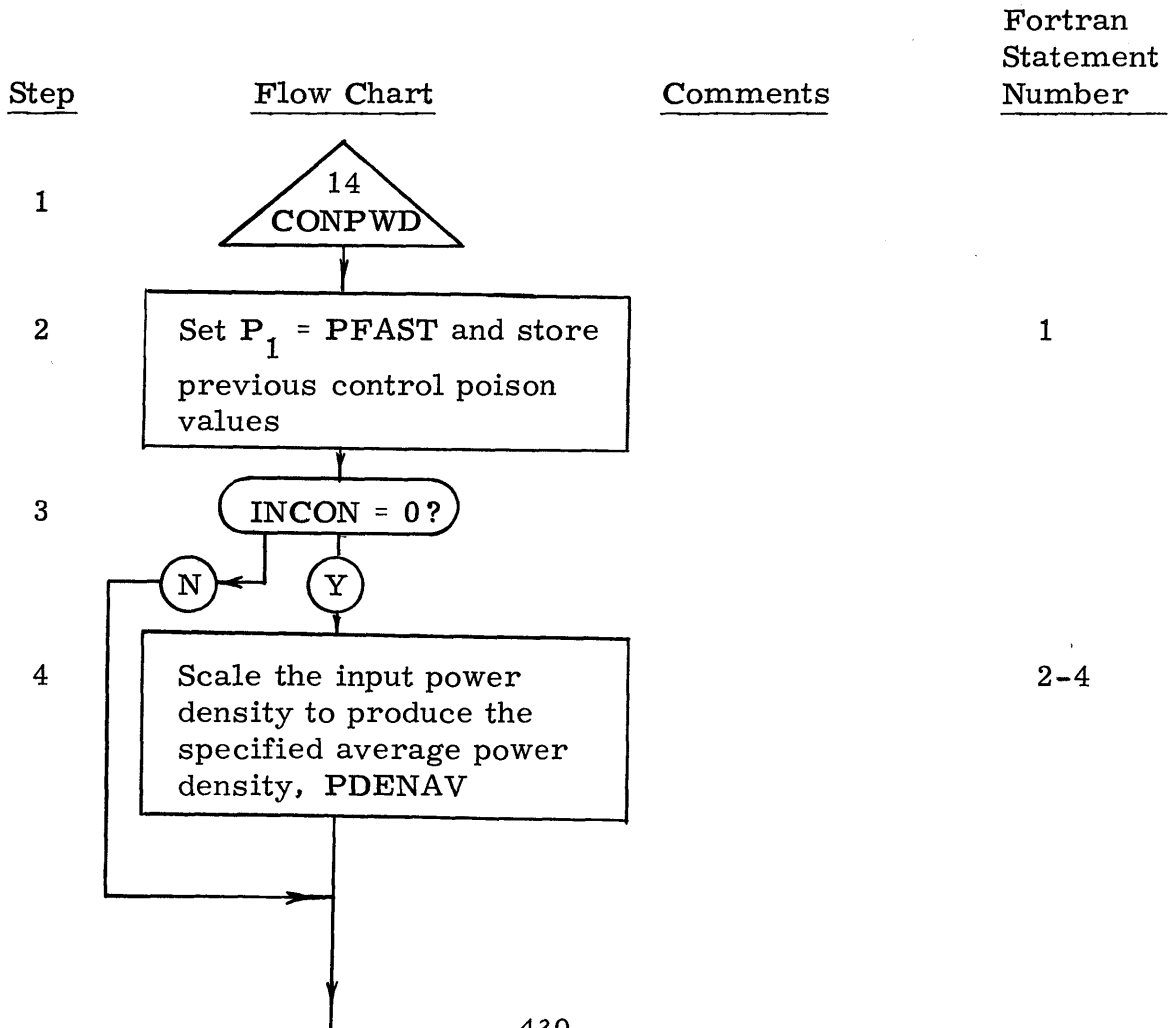 Fortran
Statement
Step Flow Chart Comments Number
1
14
CONPWD
2 Set P1 = PFAST and store 1
previous control poison
values
3 INCON = 0?
N Y
4 Scale the input power 2-4
density to produce the
specified average power
density, PDENAV